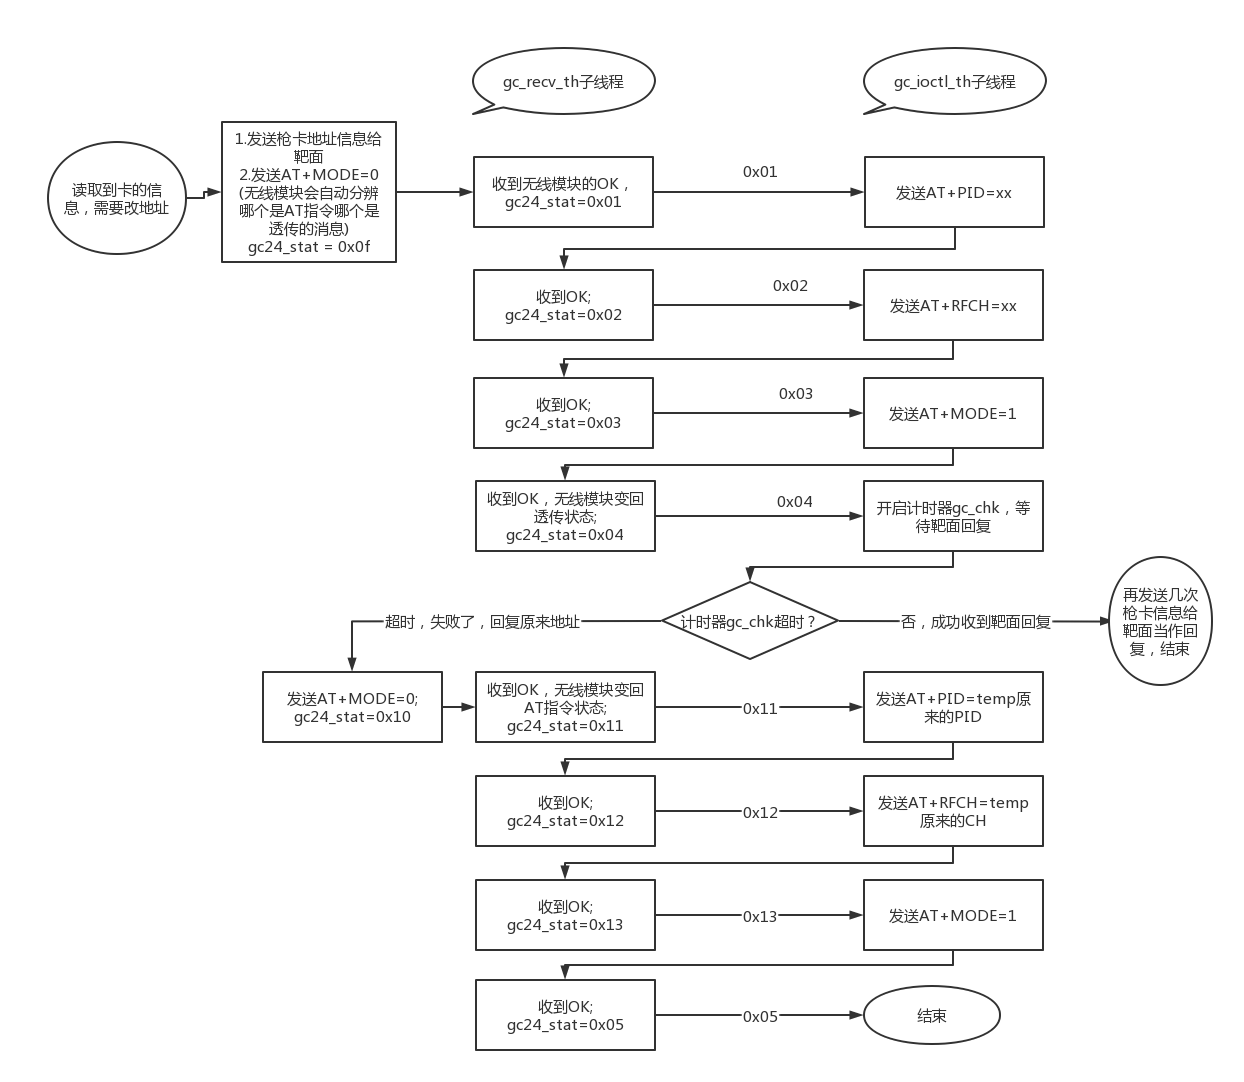 gc_recv_th子线程
gc_ioctl_th子线程
读取到卡的信
息，需要改地址
1.发送枪卡地址信息给
靶面
2.发送AT+MODE=0
(无线模块会自动分辨
哪个是AT指令哪个是
透传的消息)
gc24_stat = 0x0f
收到无线模块的OK，
gc24_stat=0x01
0x01
发送AT+PID=xx
收到OK;
gc24_stat=0x02
0x02
发送AT+RFCH=xx
收到OK;
gc24_stat=0x03
0x03
发送AT+MODE=1
收到OK，无线模块变回
透传状态;
gc24_stat=0x04
0x04
开启计时器gc_chk，等
待靶面回复
计时器gc_chk超时？
否，成功收到靶面回复
再发送几次
枪卡信息给
靶面当作回
复，结束
超时，失败了，回复原来地址
发送AT+MODE=0;
gc24_stat=0x10
收到OK，无线模块变回
AT指令状态;
gc24_stat=0x11
0x11
发送AT+PID=temp原
来的PID
收到OK;
gc24_stat=0x12
0x12
发送AT+RFCH=temp
原来的CH
收到OK;
gc24_stat=0x13
0x13
发送AT+MODE=1
收到OK;
gc24_stat=0x05
0x05
结束